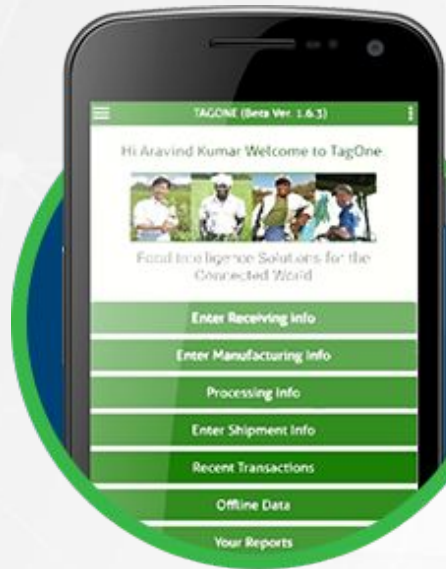 TAGONE (Beta Ver. 1.6.3)
Hi Aravind Kumar Welcome to TagOne
Food Intelligence Solutions for the
Connected World
Enter Receiving Info
Enter Manufacturing Info
Processing Info
Enter Shipment Info
Recent Transactions
Offline Data
Your Reports